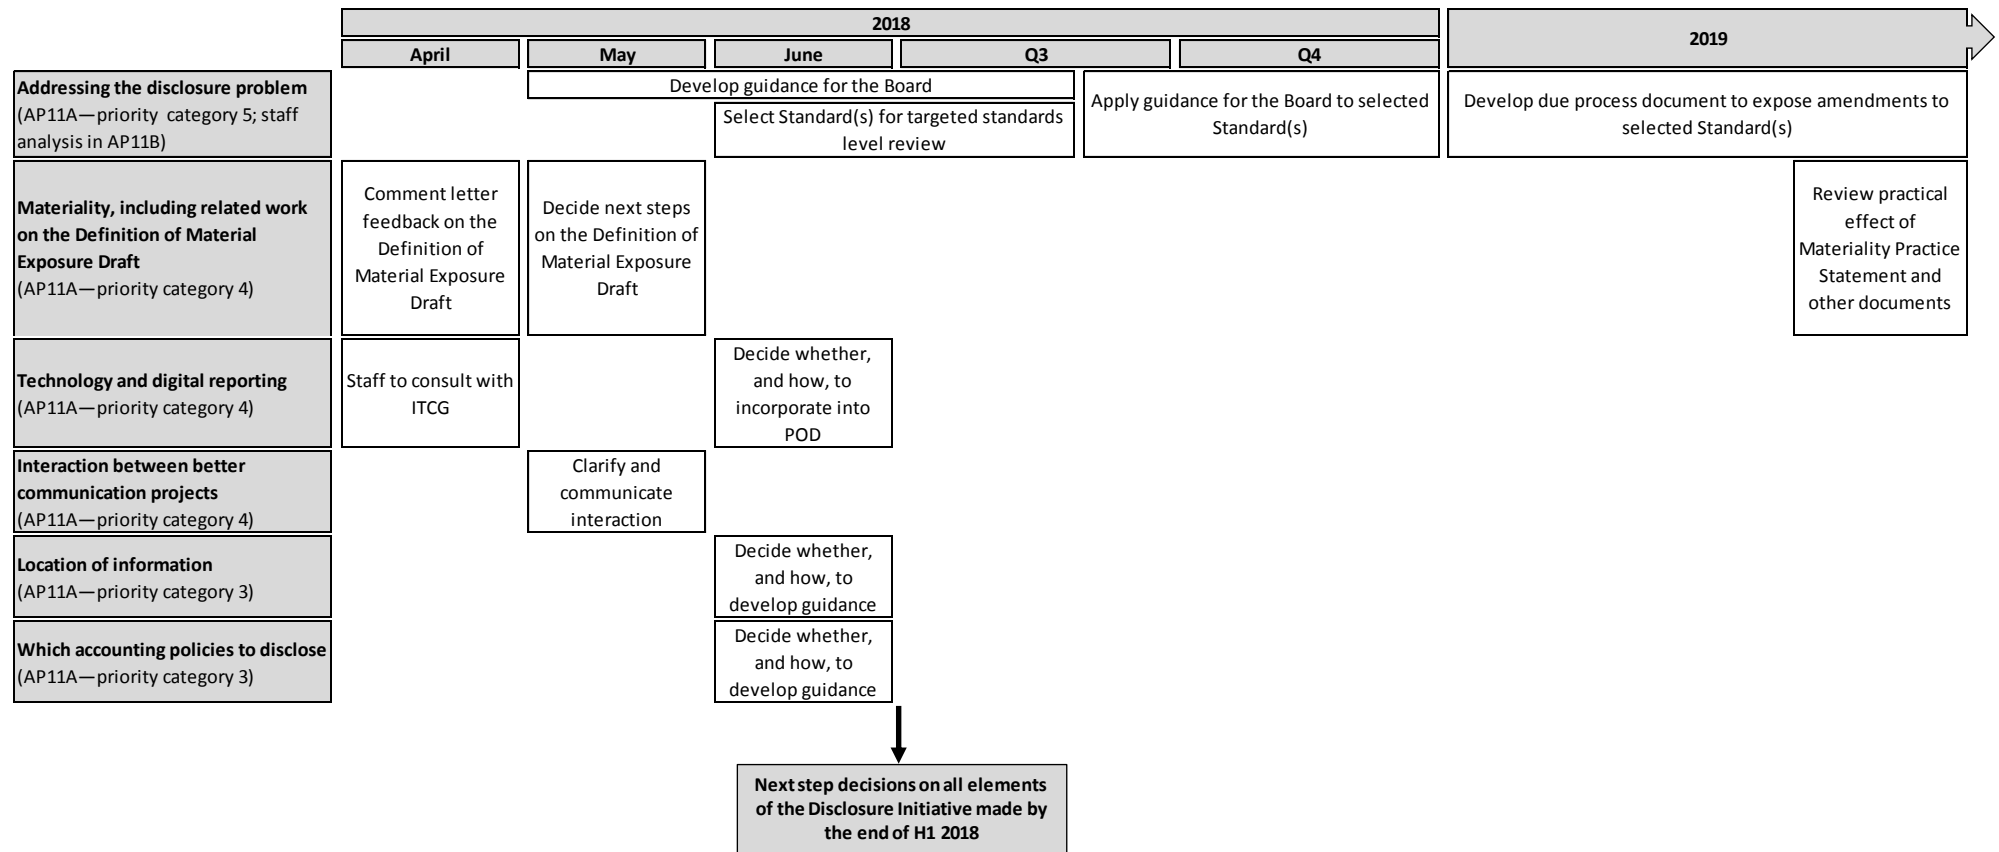 2018
2019
April
May
June
Q3
Q4
Addressing the disclosure problem
(AP11A—priority category 5; staff
analysis in AP11B)
Develop guidance for the Board
Select Standard(s) for targeted standards
level review
Apply guidance for the Board to selected
Standard(s)
Develop due process document to expose amendments to
selected Standard(s)
Materiality, including related work
on the Definition of Material
Exposure Draft
(AP11A—priority category 4)
Comment letter
feedback on the
Definition of
Material Exposure
Draft
Decide next steps
on the Definition of
Material Exposure
Draft
Review practical
effect of
Materiality Practice
Statement and
other documents
Technology and digital reporting
(AP11A—priority category 4)
Staff to consult with
ITCG
Decide whether,
and how, to
incorporate into
POD
Interaction between better
communication projects
(AP11A—priority category 4)
Clarify and
communicate
interaction
Location of information
(AP11A—priority category 3)
Decide whether,
and how, to
develop guidance
Which accounting policies to disclose
(AP11A—priority category 3)
Decide whether,
and how, to
develop guidance
Next step decisions on all elements
of the Disclosure Initiative made by
the end of H1 2018